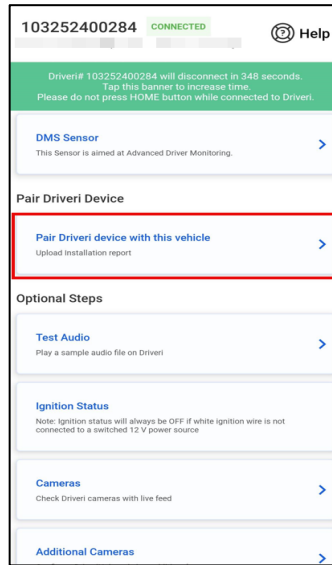 103252400284 CONNECTED
Help
Driveri# 103252400284 will disconnect in 348 seconds.
Tap this banner to increase time.
Please do not press HOME button while connected to Driveri.
DMS Sensor
This Sensor is aimed at Advanced Driver Monitoring.
Pair Driveri Device
Pair Driveri device with this vehicle
Upload installation report
Optional Steps
Test Audio
Play a sample audio file on Driveri
Ignition Status
Note: Ignition status will always be OFF if white ignition wire is not
connected to a switched 12 V power source
Cameras
Check Driveri cameras with live feed
Additional Cameras